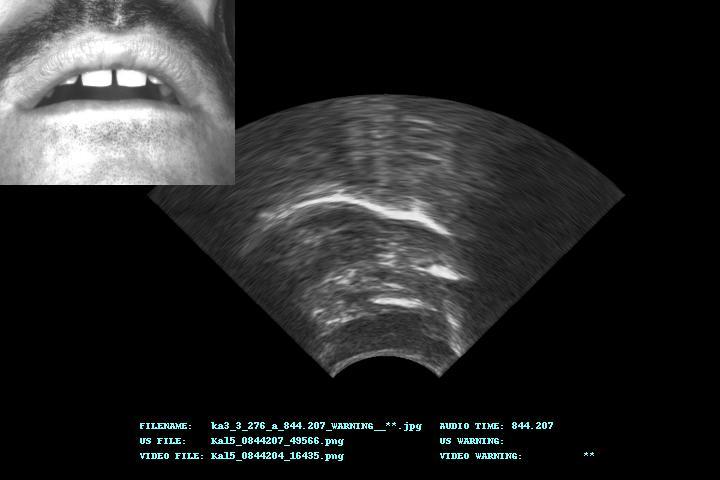 FILENAME: ka3_3_276_a_844.207_WARNING__**.jpg AUDIO TIME: 844.207
US FILE: Kal5_0844207_49566.png US WARNING:
VIDEO FILE: Kal5_0844204_16435.png VIDEO WARNING: **